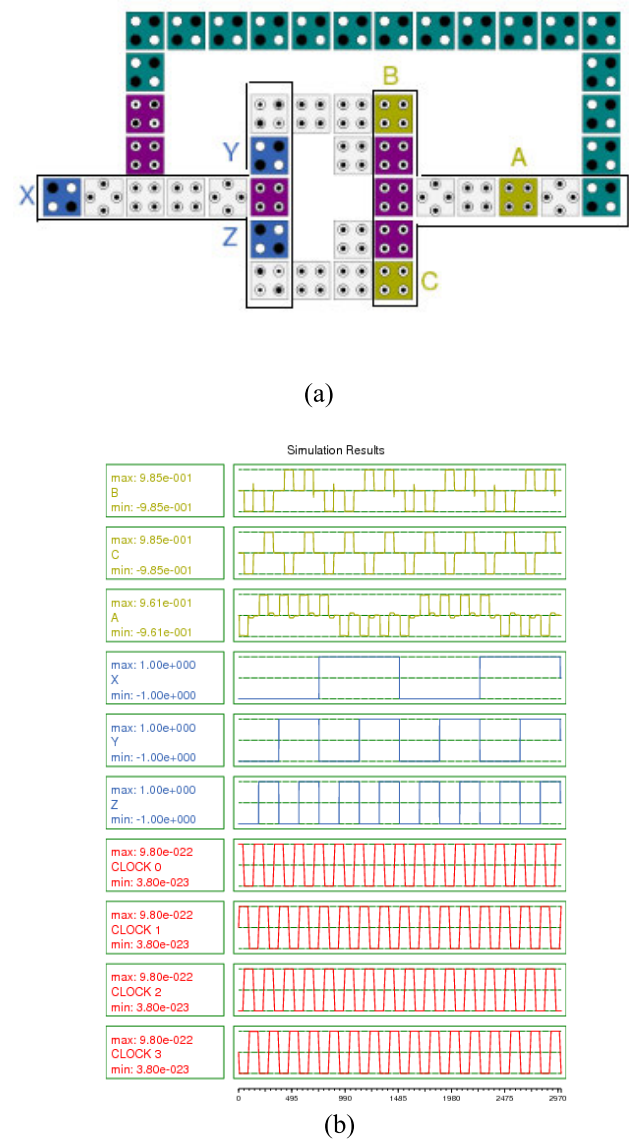 B
Y
A
X
Z
C
(a)
Simulation Results
max: 9.85e-001
B
min: -9.85e-001
max: 9.85e-001
C
min: -9.85e-001
max: 9.61e-001
A
min: -9.61e-001
max: 1.00e+000
X
min: -1.00e+000
max: 1.00e+000
Y
min: -1.00e+000
max: 1.00e+000
Z
min: -1.00e+000
max: 9.80e-022
CLOCK 0
min: 3.80e-023
max: 9.80e-022
CLOCK 1
min: 3.80e-023
max: 9.80e-022
CLOCK 2
min: 3.80e-023
max: 9.80e-022
CLOCK 3
min: 3.80e-023
0 495 990 1485 1980 2475 2970
(b)